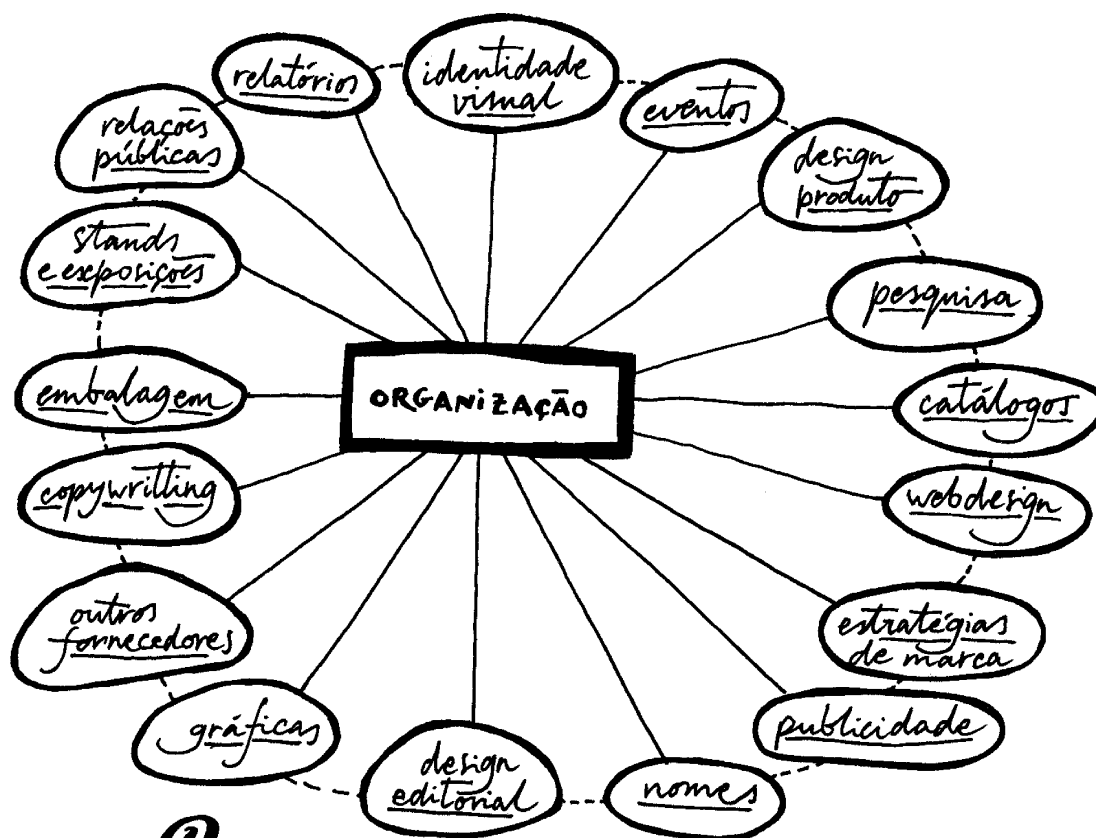 identidade
visual
eventos
design
produto
pesquisa
catálogos
webdesign
estratégias
de marca
publicidade
nomes
design
editorial
gráficas
outros
fornecedores
copywritting
embalagem
stands
e exposições
relações
públicas
relatórios
ORGANIZAÇÃO